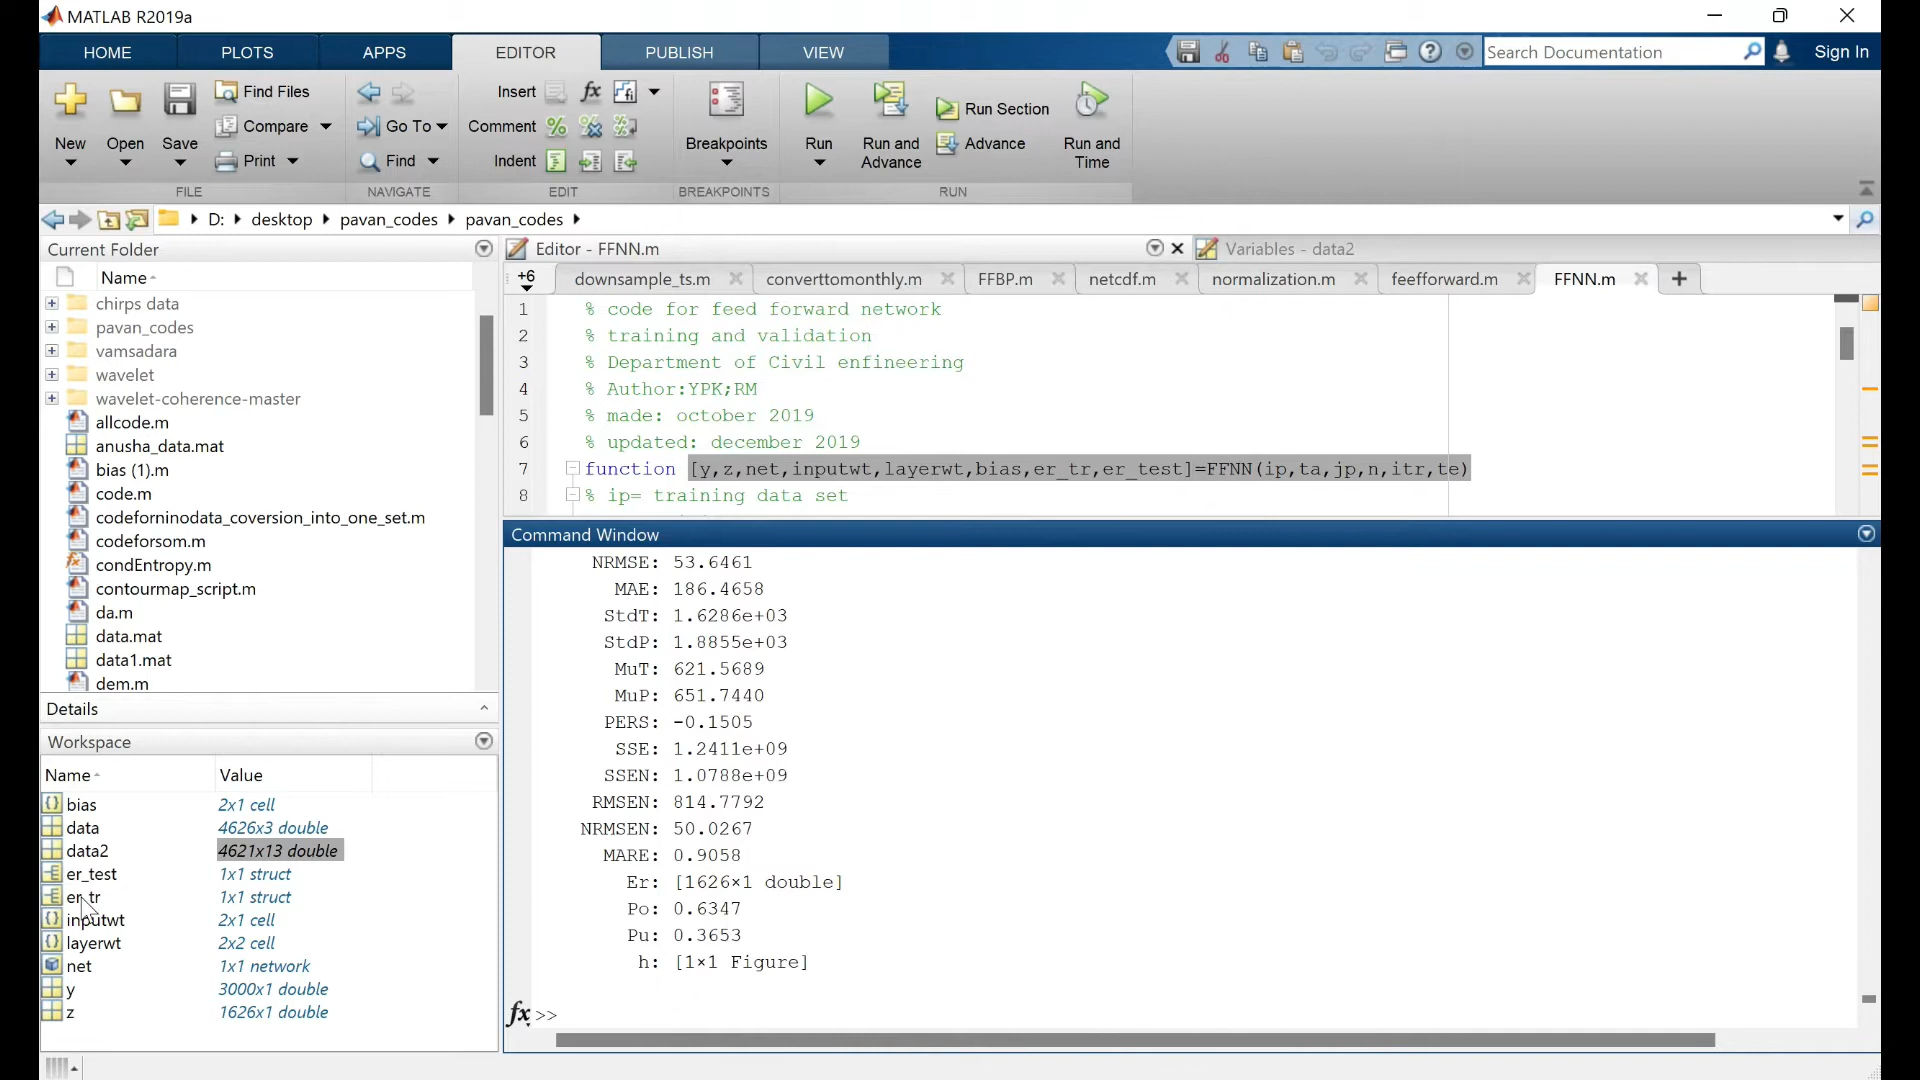 MATLAB R2019a
HOME
PLOTS
APPS
EDITOR
PUBLISH
VIEW
Search Documentation
Sign In
New
Open
Save
Find Files
Compare
Print
FILE
Go To
Find
NAVIGATE
Insert
fx
Comment
Indent
EDIT
Breakpoints
BREAKPOINTS
Run
Run and Advance
Run Section
Advance
Run and Time
RUN
D: desktop pavan_codes pavan_codes
Current Folder
Name
chirps data
pavan_codes
vamsadara
wavelet
wavelet-coherence-master
allcode.m
anusha_data.mat
bias (1).m
code.m
codeforninodata_coversion_into_one_set.m
codeforsom.m
condEntropy.m
contourmap_script.m
da.m
data.mat
data1.mat
dem.m
Details
Workspace
Name Value
bias 2x1 cell
data 4626x3 double
data2 4621x13 double
er_test 1x1 struct
er_tr 1x1 struct
inputwt 2x1 cell
layerwt 2x2 cell
net 1x1 network
y 3000x1 double
z 1626x1 double
Editor - FFNN.m
Variables - data2
+6
downsample_ts.m
converttomonthly.m
FFBP.m
netcdf.m
normalization.m
feefforward.m
FFNN.m
1 % code for feed forward network
2 % training and validation
3 % Department of Civil enfineering
4 % Author:YPK;RM
5 % made: october 2019
6 % updated: december 2019
7 function [y,z,net,inputwt,layerwt,bias,er_tr,er_test]=FFNN(ip,ta,jp,n,itr,te)
8 % ip= training data set
Command Window
NRMSE: 53.6461
MAE: 186.4658
StdT: 1.6286e+03
StdP: 1.8855e+03
MuT: 621.5689
MuP: 651.7440
PERS: -0.1505
SSE: 1.2411e+09
SSEN: 1.0788e+09
RMSEN: 814.7792
NRMSEN: 50.0267
MARE: 0.9058
Er: [1626×1 double]
Po: 0.6347
Pu: 0.3653
h: [1×1 Figure]
fx >>